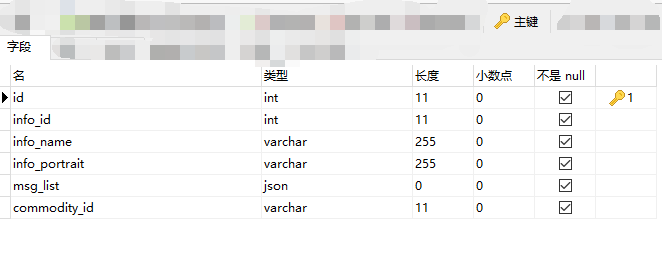 主键
字段
名 类型 长度 小数点 不是 null
id int 11 0 1
info_id int 11 0
info_name varchar 255 0
info_portrait varchar 255 0
msg_list json 0 0
commodity_id varchar 11 0